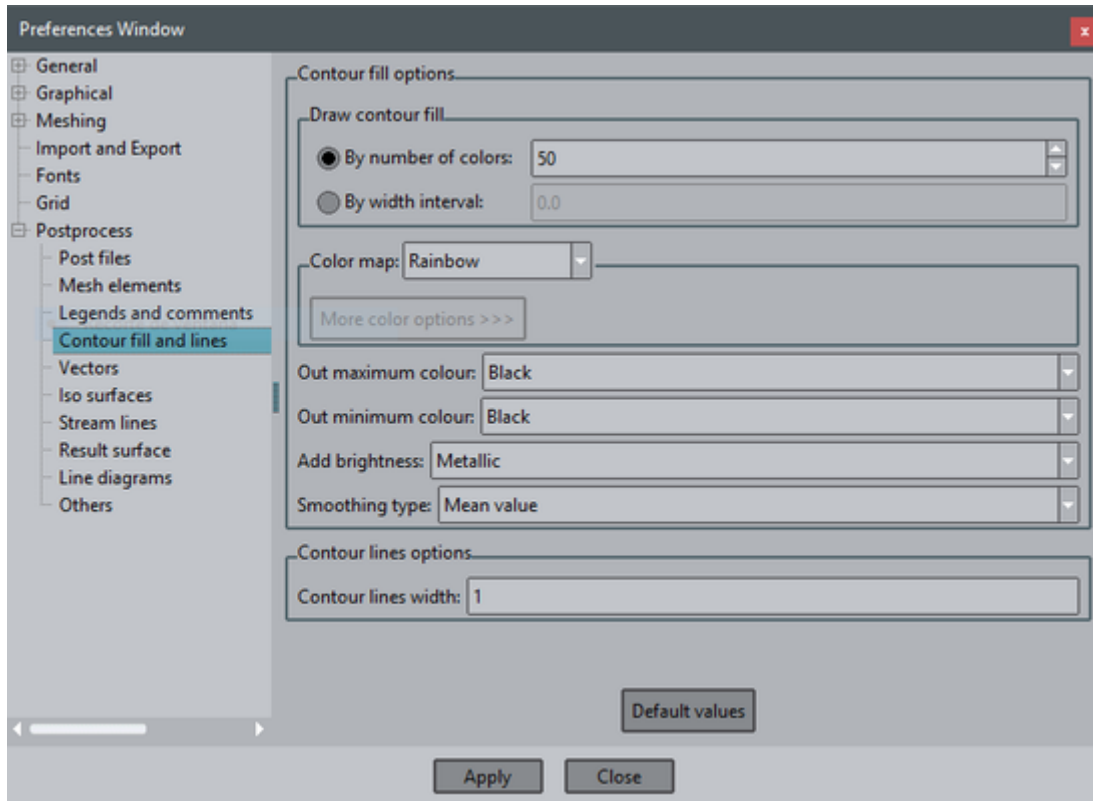 Preferences Window
x
General
Graphical
Meshing
Import and Export
Fonts
Grid
Postprocess
Post files
Mesh elements
Legends and comments
Contour fill and lines
Vectors
Iso surfaces
Stream lines
Result surface
Line diagrams
Others
Contour fill options
Draw contour fill
By number of colors: 50
By width interval: 0.0
Color map: Rainbow
More color options >>>
Out maximum colour: Black
Out minimum colour: Black
Add brightness: Metallic
Smoothing type: Mean value
Contour lines options
Contour lines width: 1
Default values
Apply Close